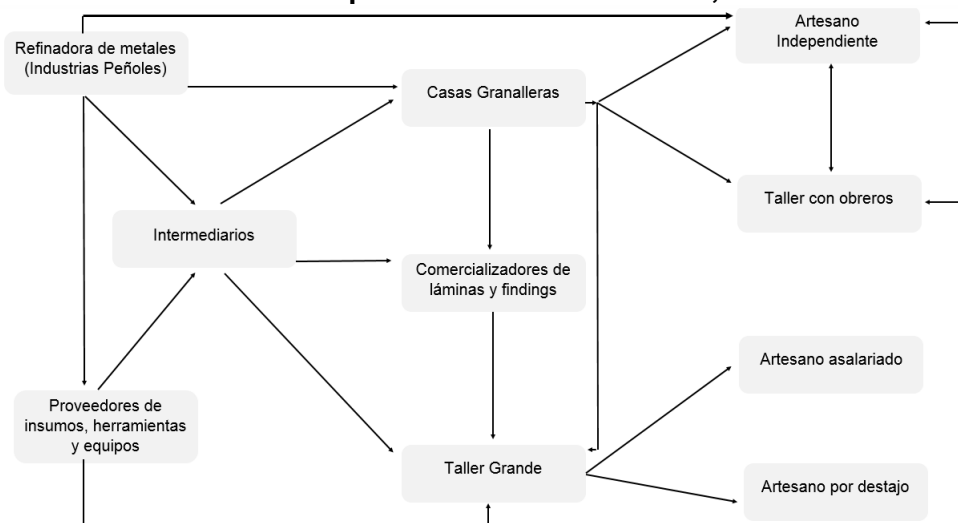 Artesano
Independiente
Refinadora de metales
(Industrias Peñoles)
Casas Granalleras
Taller con obreros
Intermediarios
Comercializadores de
láminas y findings
Artesano asalariado
Proveedores de
insumos, herramientas
y equipos
Taller Grande
Artesano por destajo